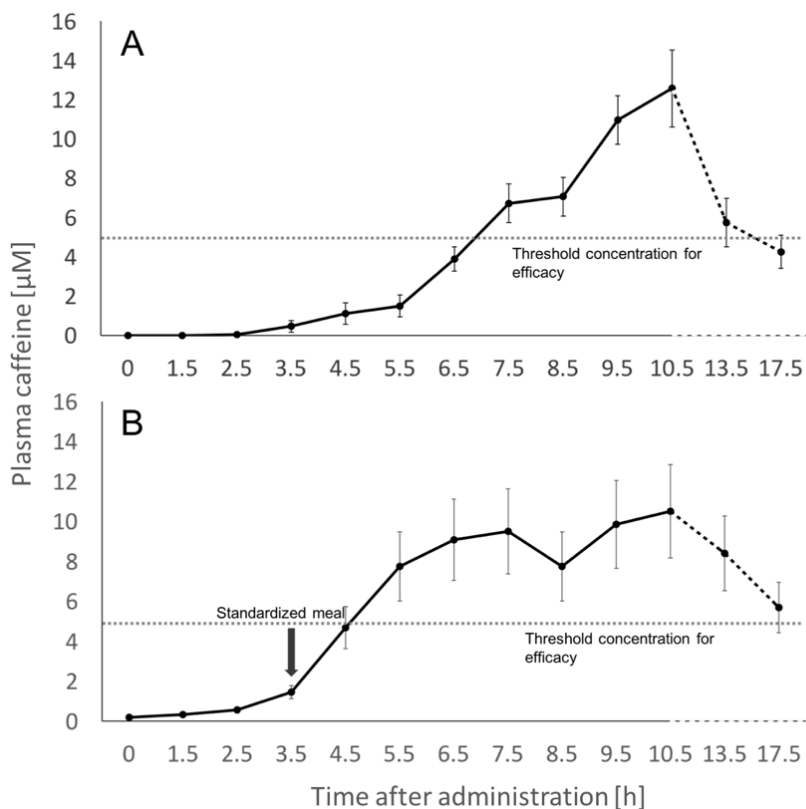 A
16
14
12
10
8
6
4
2
0
Threshold concentration for
efficacy
0 1.5 2.5 3.5 4.5 5.5 6.5 7.5 8.5 9.5 10.5 13.5 17.5
Plasma caffeine [µM]
B
16
14
12
10
8
6
4
2
0
Standardized meal
Threshold concentration for
efficacy
0 1.5 2.5 3.5 4.5 5.5 6.5 7.5 8.5 9.5 10.5 13.5 17.5
Time after administration [h]